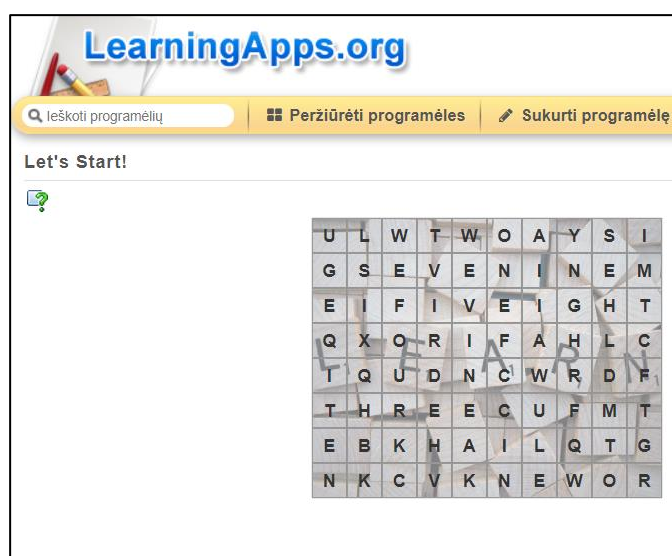 LearningApps.org
Ieškoti programėlių Peržiūrėti programėles Sukurti programėlę
Let's Start!
U L W T W O A Y S I
G S E V E N I N E M
E I F I V E I G H T
Q X O R I F A H L C
I Q U D N C W R D F
T H R E E C U F M T
E B K H A I L Q T G
N K C V K N E W O R
L E A R N